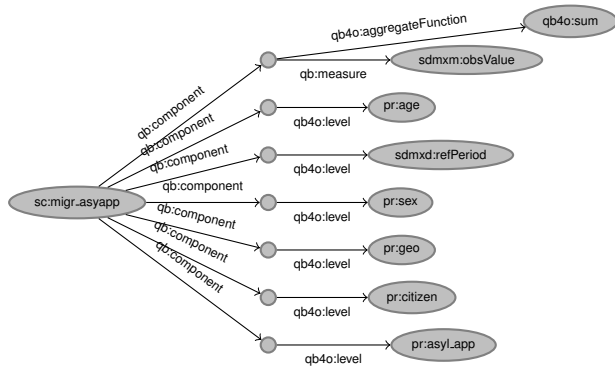 qb4o:sum
qb4o:aggregateFunction
sdmxm:obsValue
qb:measure
qb:component
pr:age
qb:component
qb4o:level
qb:component
sdmxd:refPeriod
qb4o:level
qb:component
sc:migr_asyapp
pr:sex
qb4o:level
qb:component
pr:geo
qb4o:level
qb:component
pr:citizen
qb4o:level
qb:component
pr:asyl_app
qb4o:level